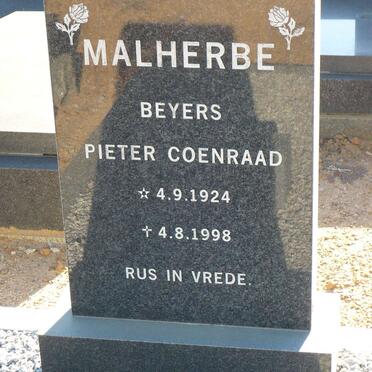 MALHERBE
BEYERS
PIETER COENRAAD
☆ 4.9.1924
† 4.8.1998
RUS IN VREDE.